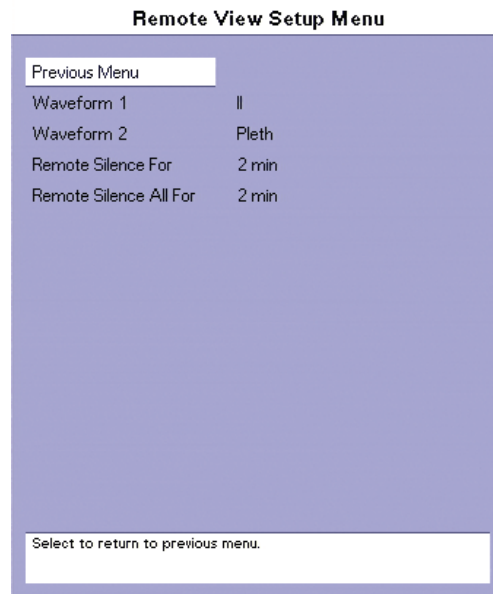 Remote View Setup Menu
Previous Menu
Waveform 1 II
Waveform 2 Pleth
Remote Silence For 2 min
Remote Silence All For 2 min
Select to return to previous menu.